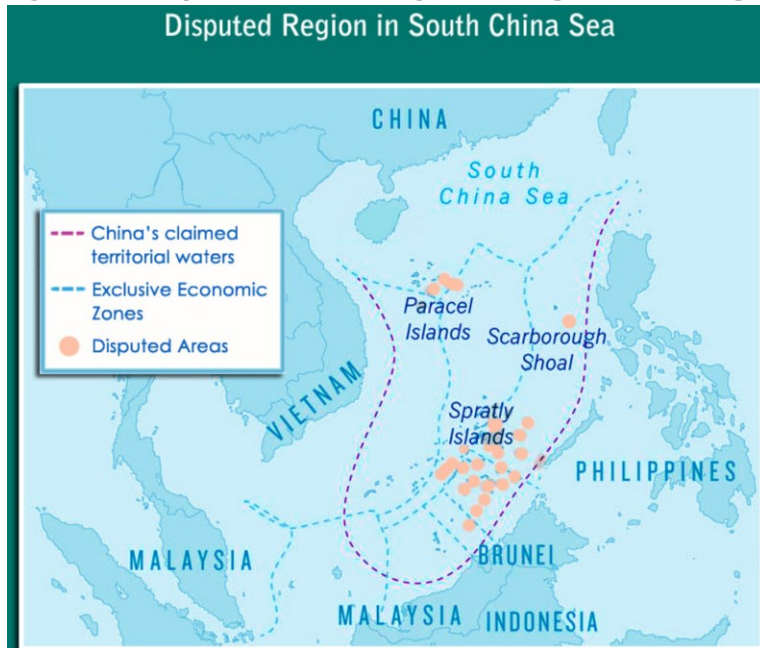 Disputed Region in South China Sea
CHINA
South
China Sea
China's claimed
territorial waters
Exclusive Economic
Zones
Disputed Areas
Paracel
Islands
Scarborough
Shoal
VIETNAM
Spratly
Islands
PHILIPPINES
MALAYSIA
BRUNEI
MALAYSIA
INDONESIA